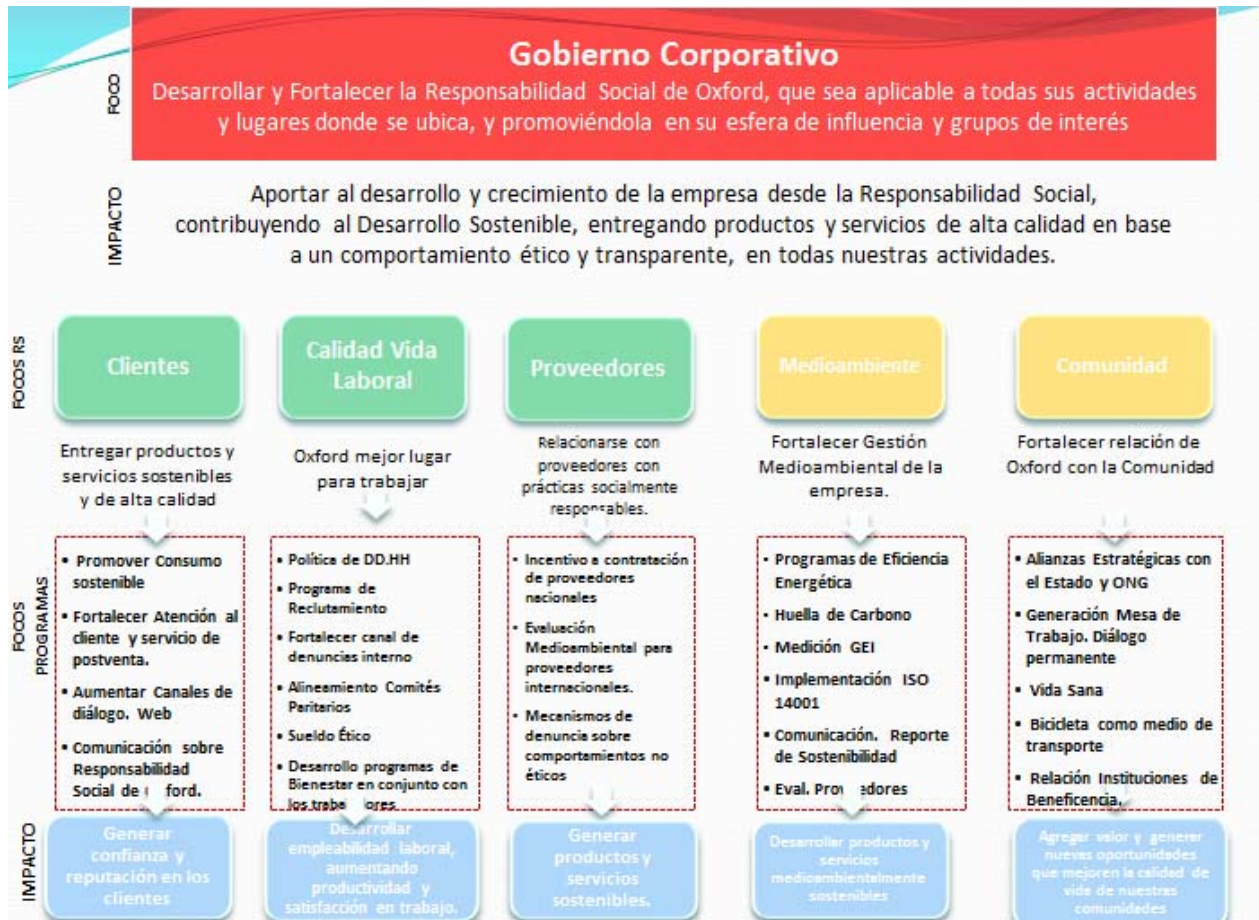 Gobierno Corporativo
FOCO
Desarrollar y Fortalecer la Responsabilidad Social de Oxford, que sea aplicable a todas sus actividades
y lugares donde se ubica, y promoviéndola en su esfera de influencia y grupos de interés
IMPACTO
Aportar al desarrollo y crecimiento de la empresa desde la Responsabilidad Social,
contribuyendo al Desarrollo Sostenible, entregando productos y servicios de alta calidad en base
a un comportamiento ético y transparente, en todas nuestras actividades.
FOCOS RS
Clientes
Entregar productos y
servicios sostenibles
y de alta calidad
Calidad Vida
Laboral
Oxford mejor lugar
para trabajar
Proveedores
Relacionarse con
proveedores con
prácticas socialmente
responsables.
Medioambiente
Fortalecer Gestión
Medioambiental de la
empresa.
Comunidad
Fortalecer relación de
Oxford con la Comunidad
FOCOS
PROGRAMAS
▪ Promover Consumo
sostenible
▪ Fortalecer Atención al
cliente y servicio de
postventa.
▪ Aumentar Canales de
diálogo. Web
▪ Comunicación sobre
Responsabilidad
Social de Oxford.
▪ Política de DD.HH
▪ Programa de
Reclutamiento
▪ Fortalecer canal de
denuncias interno
▪ Alineamiento Comités
Paritarios
▪ Sueldo Ético
▪ Desarrollo programas de
Bienestar en conjunto con
los trabajadores
▪ Incentivo a contratación
de proveedores
nacionales
▪ Evaluación
Medioambiental para
proveedores
internacionales.
▪ Mecanismos de
denuncia sobre
comportamientos no
éticos
▪ Programas de Eficiencia
Energética
▪ Huella de Carbono
▪ Medición GEI
▪ Implementación ISO
14001
▪ Comunicación. Reporte
de Sostenibilidad
▪ Eval. Proveedores
▪ Alianzas Estratégicas con
el Estado y ONG
▪ Generación Mesa de
Trabajo. Diálogo
permanente
▪ Vida Sana
▪ Bicicleta como medio de
transporte
▪ Relación Instituciones de
Beneficencia.
IMPACTO
Generar
confianza y
reputación en los
clientes
Desarrollar
empleabilidad laboral,
aumentando
productividad y
satisfacción en trabajo.
Generar
productos y
servicios
sostenibles.
Desarrollar productos y
servicios
medioambientalmente
sostenibles
Agregar valor y generar
nuevas oportunidades
que mejoren la calidad de
vida de nuestras
comunidades